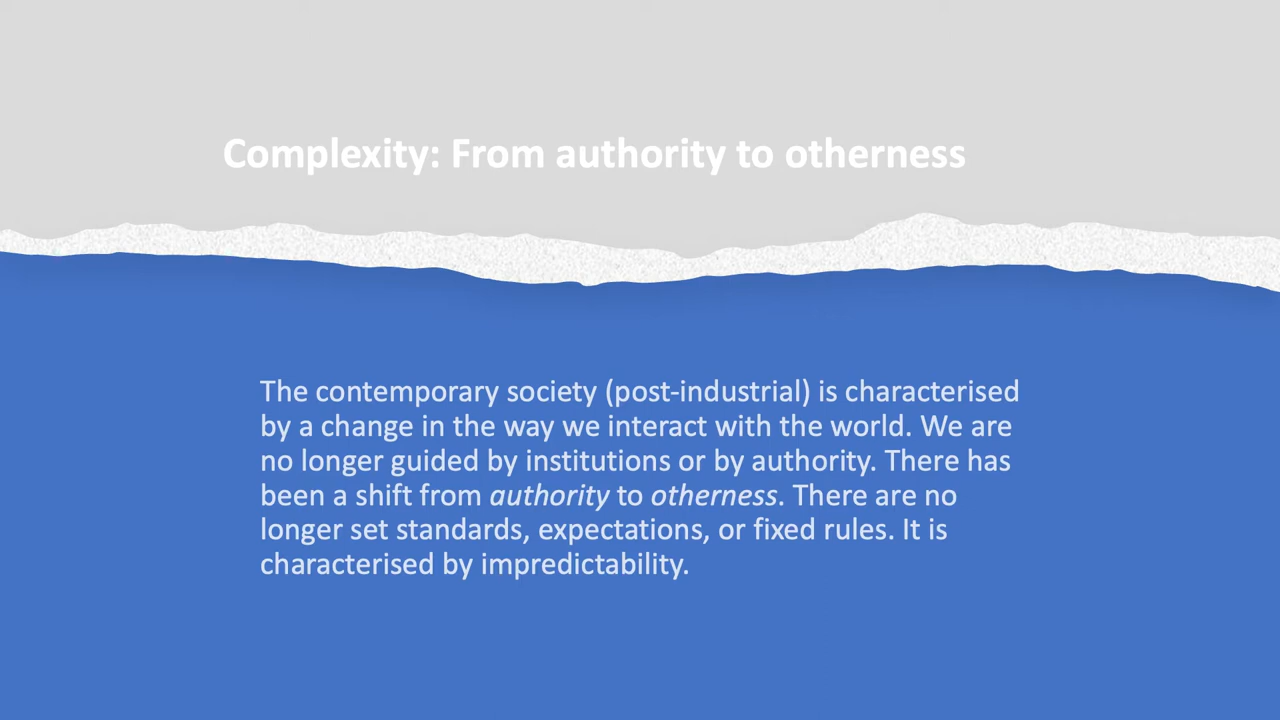 Complexity: From authority to otherness
The contemporary society (post-industrial) is characterised
by a change in the way we interact with the world. We are
no longer guided by institutions or by authority. There has
been a shift from authority to otherness. There are no
longer set standards, expectations, or fixed rules. It is
characterised by impredictability.